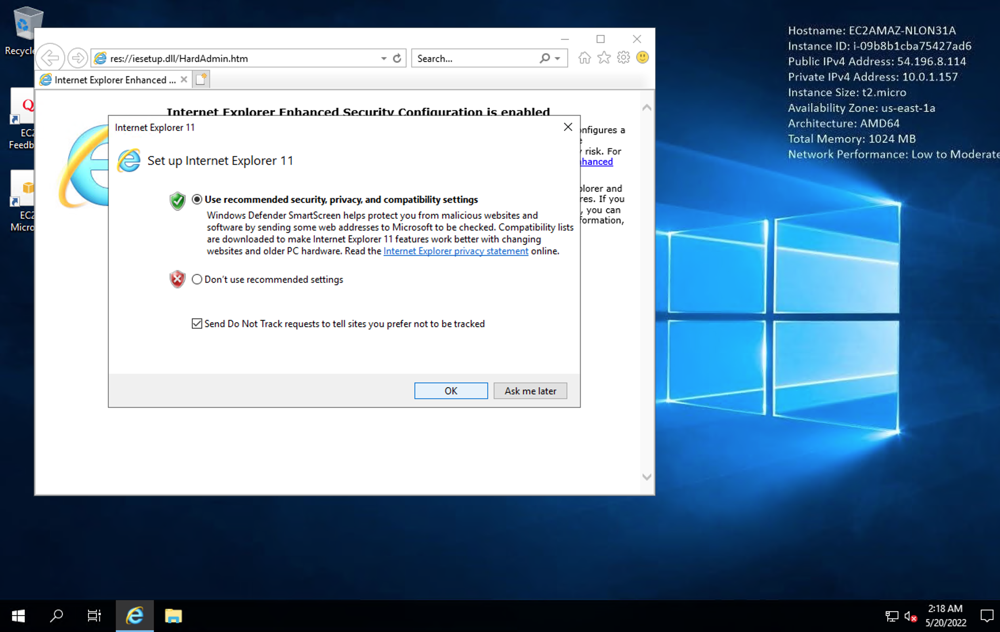 Recycle
Hostname: EC2AMAZ-NLON31A
Instance ID: i-09b8b1cba75427ad6
Public IPv4 Address: 54.196.8.114
Private IPv4 Address: 10.0.1.157
Instance Size: t2.micro
Availability Zone: us-east-1a
Architecture: AMD64
Total Memory: 1024 MB
Network Performance: Low to Moderate
res://iesetup.dll/HardAdmin.htm
Search...
Internet Explorer Enhanced ...
Q
EC2
Feedb
EC2
Micro
Internet Explorer Enhanced Security Configuration is enabled
nfigures a
risk. For
hanced
plorer and
res. If you
, you can
formation,
Internet Explorer 11
Set up Internet Explorer 11
Use recommended security, privacy, and compatibility settings
Windows Defender SmartScreen helps protect you from malicious websites and
software by sending some web addresses to Microsoft to be checked. Compatibility lists
are downloaded to make Internet Explorer 11 features work better with changing
websites and older PC hardware. Read the Internet Explorer privacy statement online.
Don't use recommended settings
Send Do Not Track requests to tell sites you prefer not to be tracked
OK
Ask me later
2:18 AM
5/20/2022